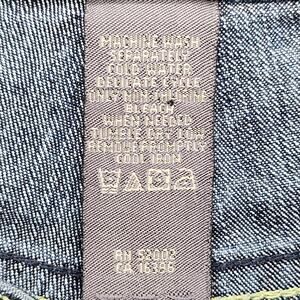 MACHINE WASH
SEPARATELY
COLD WATER
DELICATE CYCLE
ONLY NON-CHLORINE
BLEACH
WHEN NEEDED
TUMBLE DRY LOW
REMOVE PROMPTLY
COOL IRON
RN 52002
CA 16396